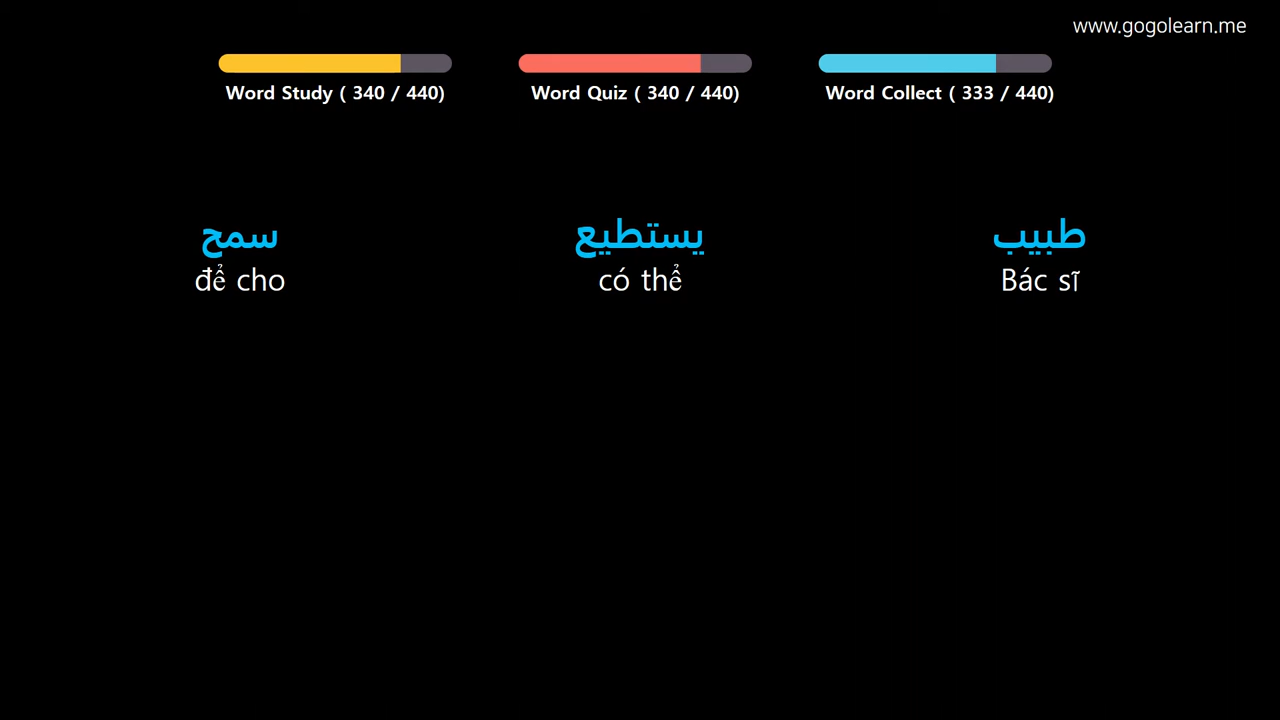 www.gogolearn.me
Word Study ( 340 / 440)
Word Quiz ( 340 / 440)
Word Collect ( 333 / 440)
سمح
để cho
يستطيع
có thể
طبيب
Bác sĩ